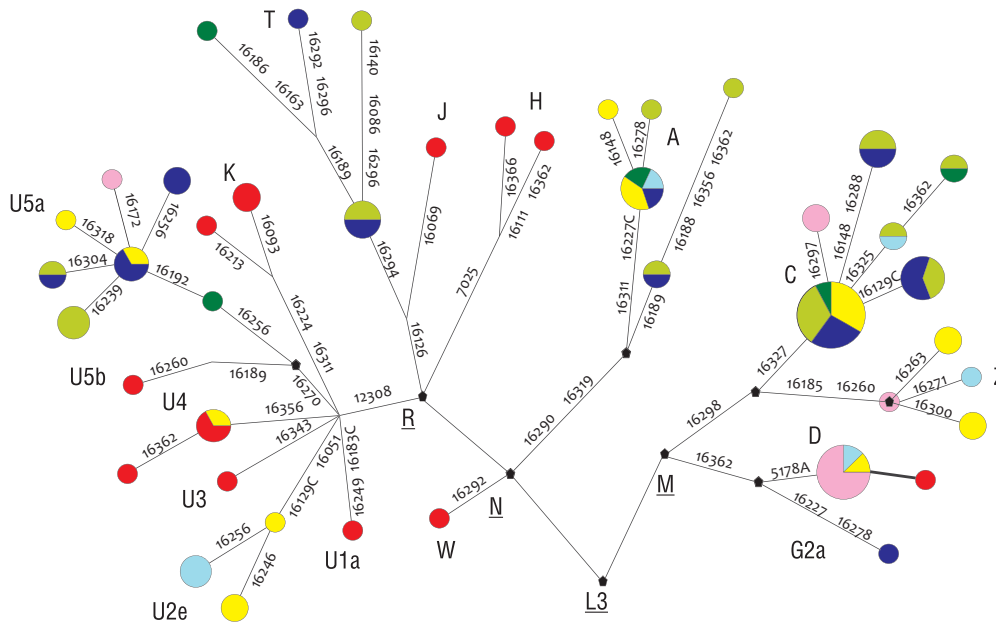 T
J
H
A
K
C
Z
D
U5a
U5b
U4
U3
U2e
U1a
W
G2a
R
N
M
L3
16186
16163
16292
16296
16189
16140
16086
16296
16294
16126
16069
7025
16366
16111
16362
16148
16278
16227C
16311
16189
16188
16356
16362
16290
16319
16292
12308
16093
16213
16224
16311
16172
16256
16318
16304
16239
16192
16256
16270
16260
16189
16356
16362
16343
16051
16129C
16256
16246
16249
16183C
16297
16148
16288
16325
16362
16129C
16327
16298
16185
16260
16263
16271
16300
16362
5178A
16227
16278